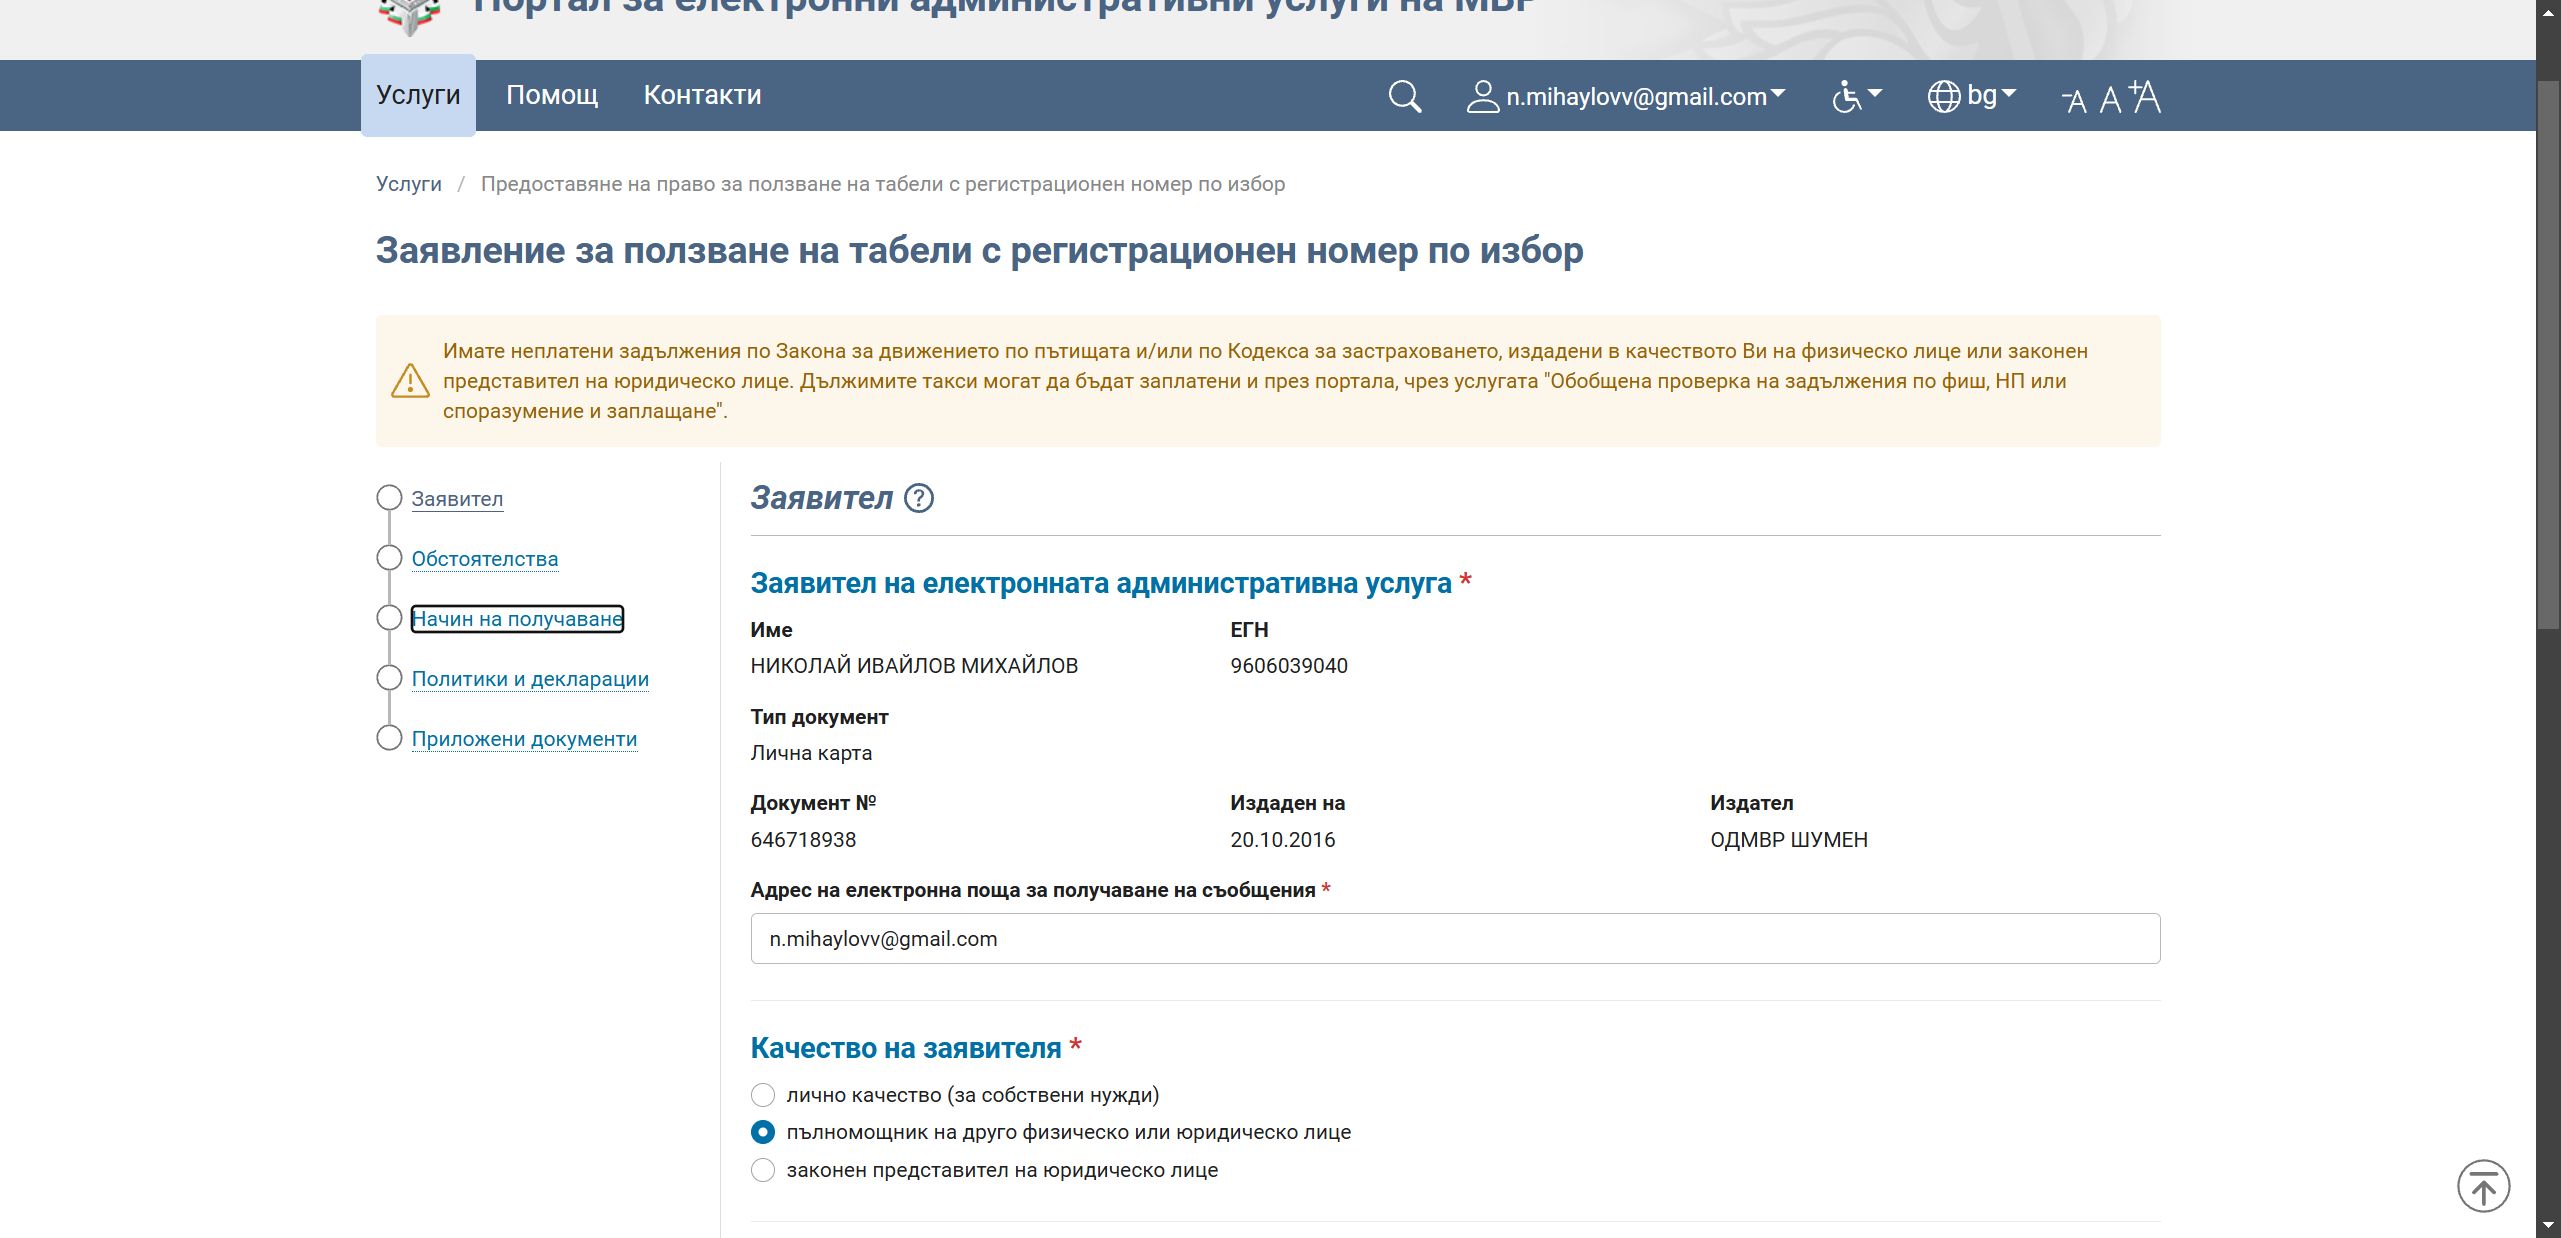 Портал за електронни административни услуги на МВР
Услуги
Помощ
Контакти
n.mihaylovv@gmail.com
bg
-A A +A
Услуги / Предоставяне на право за ползване на табели с регистрационен номер по избор
Заявление за ползване на табели с регистрационен номер по избор
Имате неплатени задължения по Закона за движението по пътищата и/или по Кодекса за застраховането, издадени в качеството Ви на физическо лице или законен
представител на юридическо лице. Дължимите такси могат да бъдат заплатени и през портала, чрез услугата "Обобщена проверка на задължения по фиш, НП или
споразумение и заплащане".
Заявител
Обстоятелства
Начин на получаване
Политики и декларации
Приложени документи
Заявител ?
Заявител на електронната административна услуга *
Име
ЕГН
НИКОЛАЙ ИВАЙЛОВ МИХАЙЛОВ
9606039040
Тип документ
Лична карта
Документ №
Издаден на
Издател
646718938
20.10.2016
ОДМВР ШУМЕН
Адрес на електронна поща за получаване на съобщения *
n.mihaylovv@gmail.com
Качество на заявителя *
лично качество (за собствени нужди)
пълномощник на друго физическо или юридическо лице
законен представител на юридическо лице